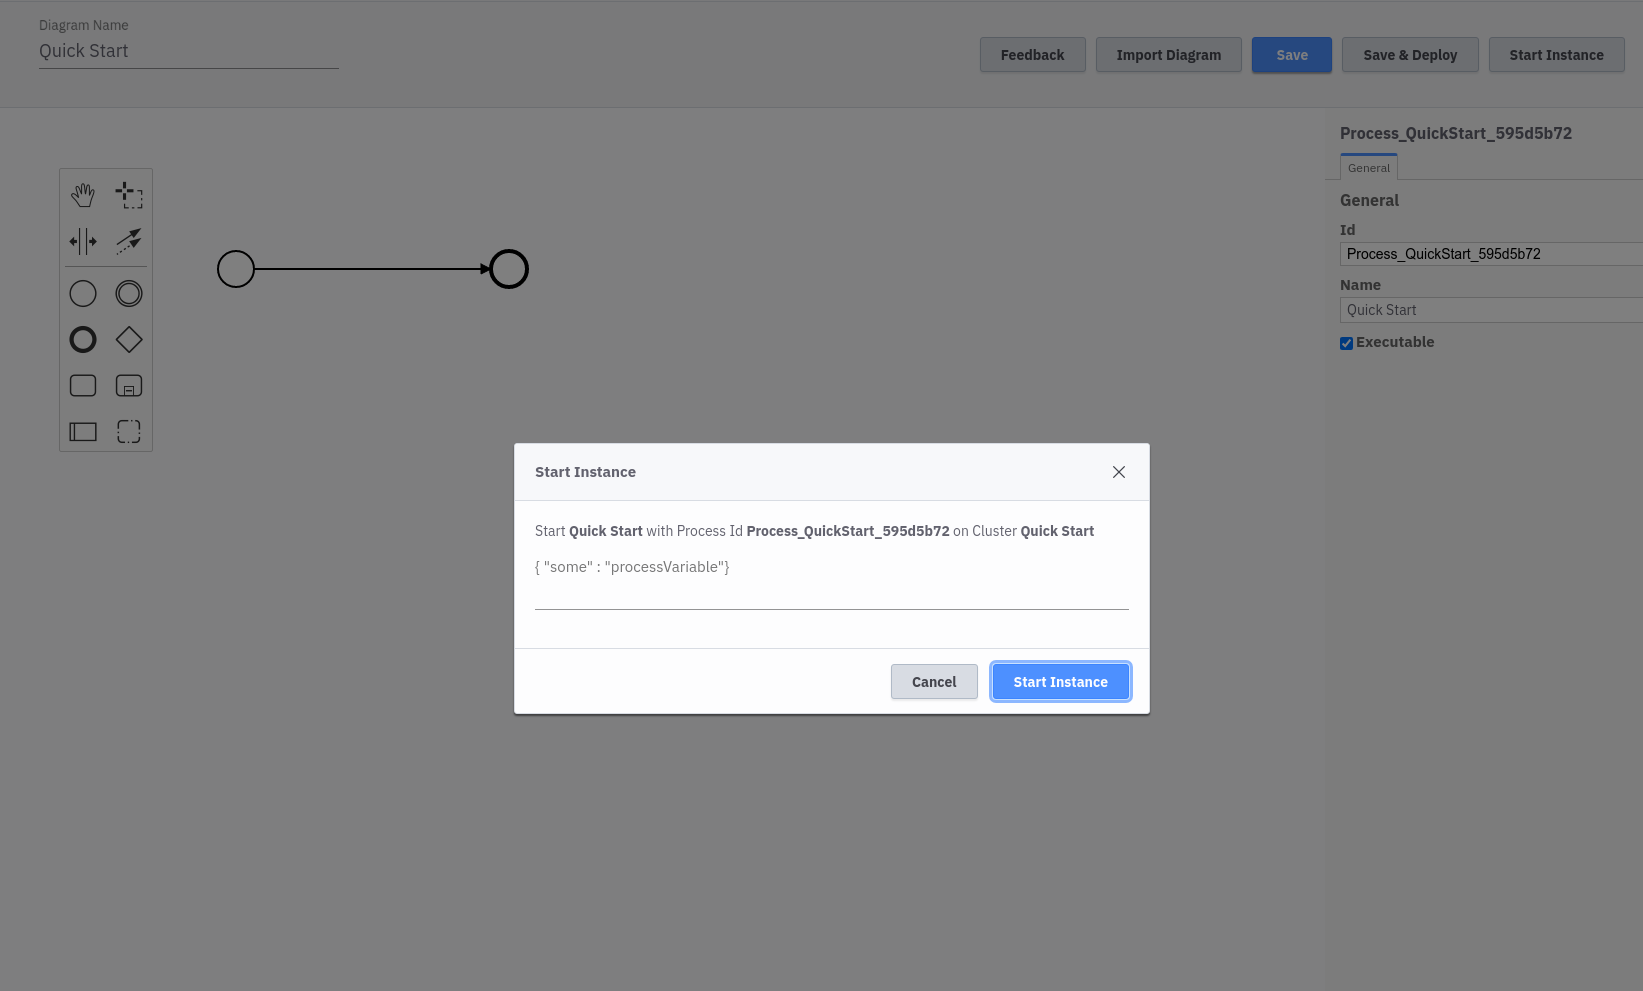 Diagram Name
Quick Start
Feedback
Import Diagram
Save
Save & Deploy
Start Instance
Process_QuickStart_595d5b72
General
General
Id
Process_QuickStart_595d5b72
Name
Quick Start
Executable
Start Instance
Start Quick Start with Process Id Process_QuickStart_595d5b72 on Cluster Quick Start
{ "some" : "processVariable"}
Cancel
Start Instance